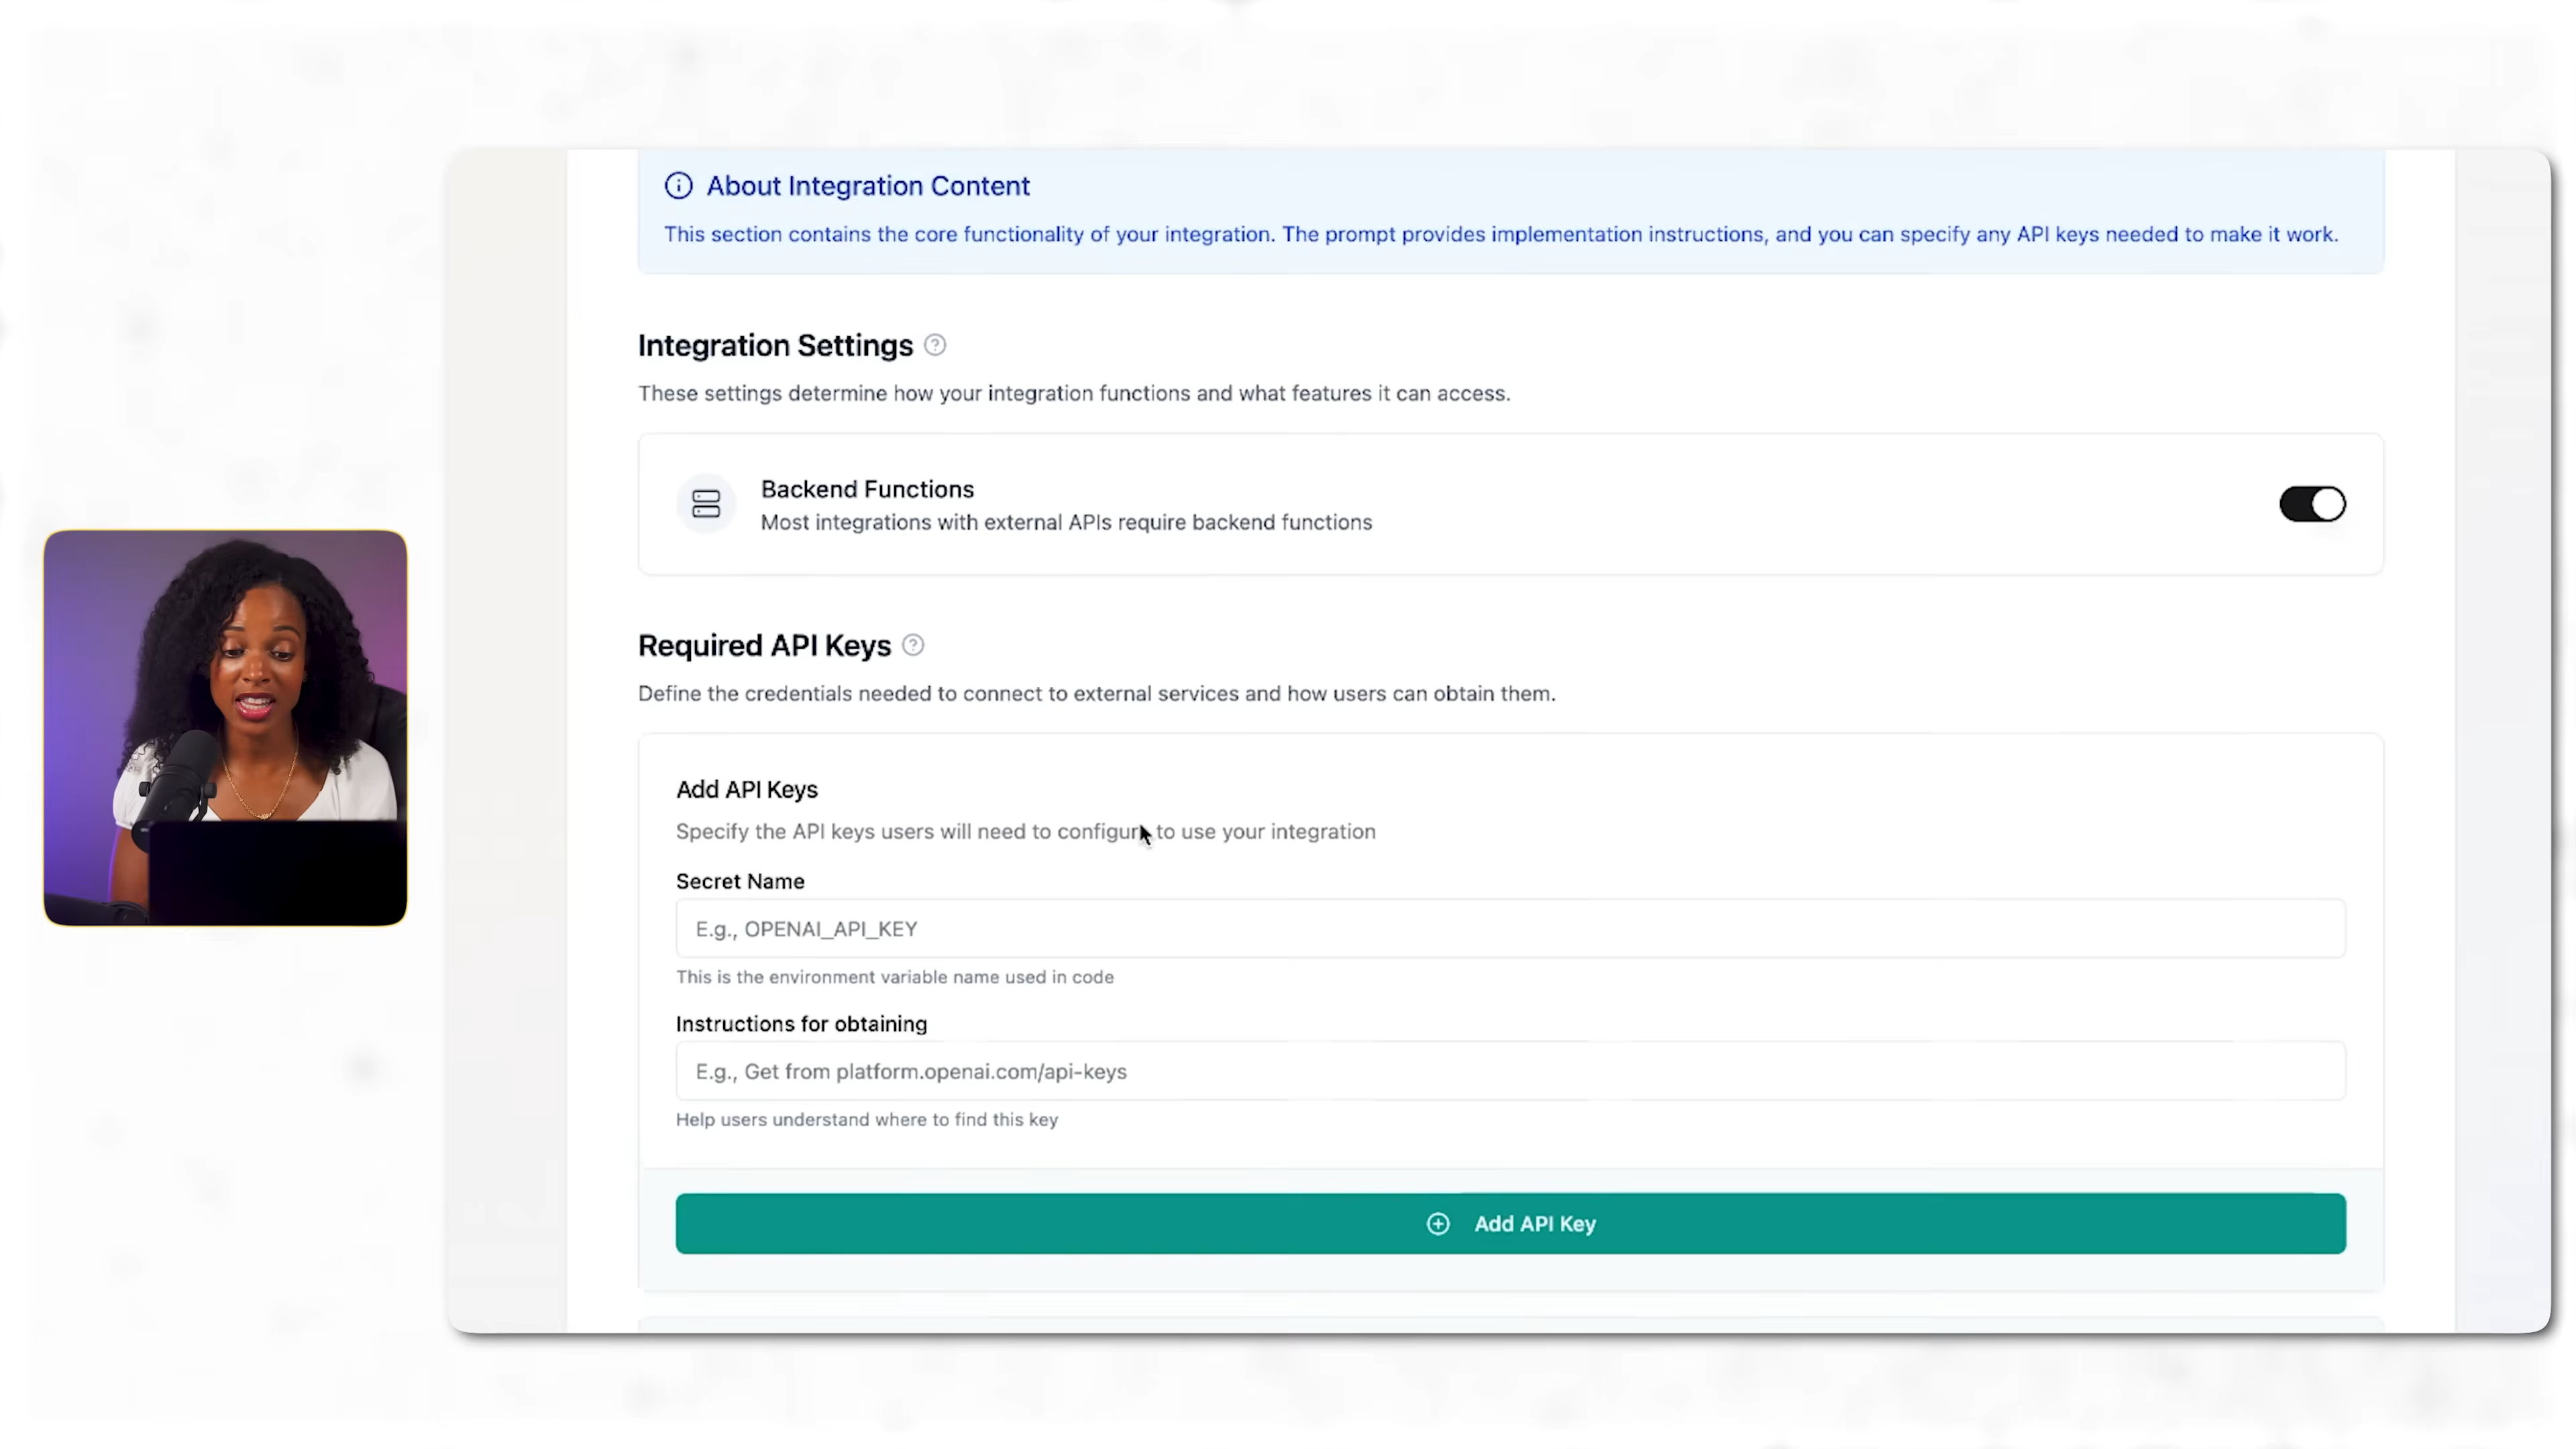 About Integration Content
This section contains the core functionality of your integration. The prompt provides implementation instructions, and you can specify any API keys needed to make it work.
Integration Settings
These settings determine how your integration functions and what features it can access.
Backend Functions
Most integrations with external APIs require backend functions
Required API Keys
Define the credentials needed to connect to external services and how users can obtain them.
Add API Keys
Specify the API keys users will need to configure to use your integration
Secret Name
E.g., OPENAI_API_KEY
This is the environment variable name used in code
Instructions for obtaining
E.g., Get from platform.openai.com/api-keys
Help users understand where to find this key
Add API Key